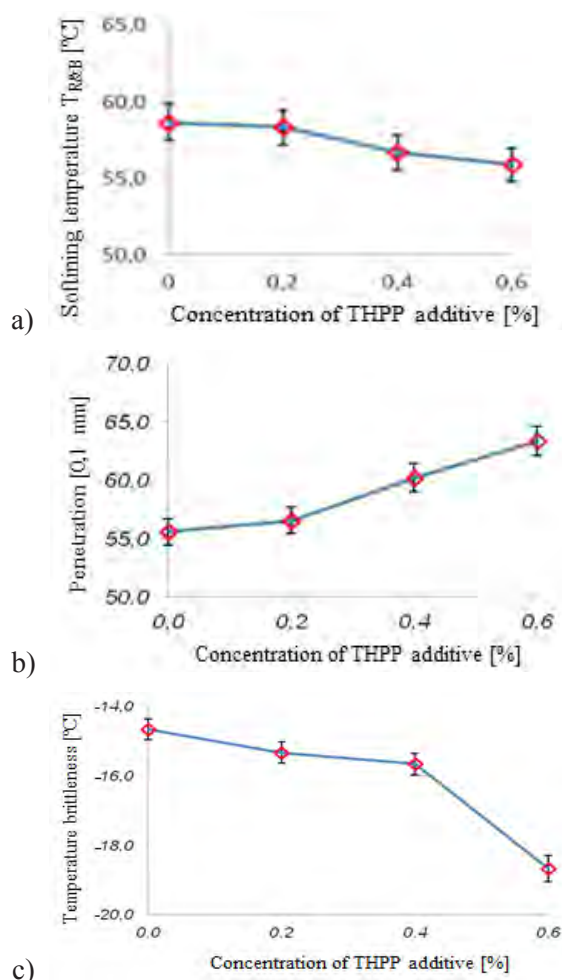 Softining temperature TR&B [°C]
65,0
60,0
55,0
50,0
0
0,2
0,4
0,6
Concentration of THPP additive [%]
a)
Penetration [0,1 mm]
70.0
65.0
60.0
55.0
50.0
0.0
0.2
0.4
0.6
Concentration of THPP additive [%]
b)
Temperature brittleness [°C]
-14.0
-16.0
-18.0
-20.0
0.0
0.2
0.4
0.6
Concentration of THPP additive [%]
c)